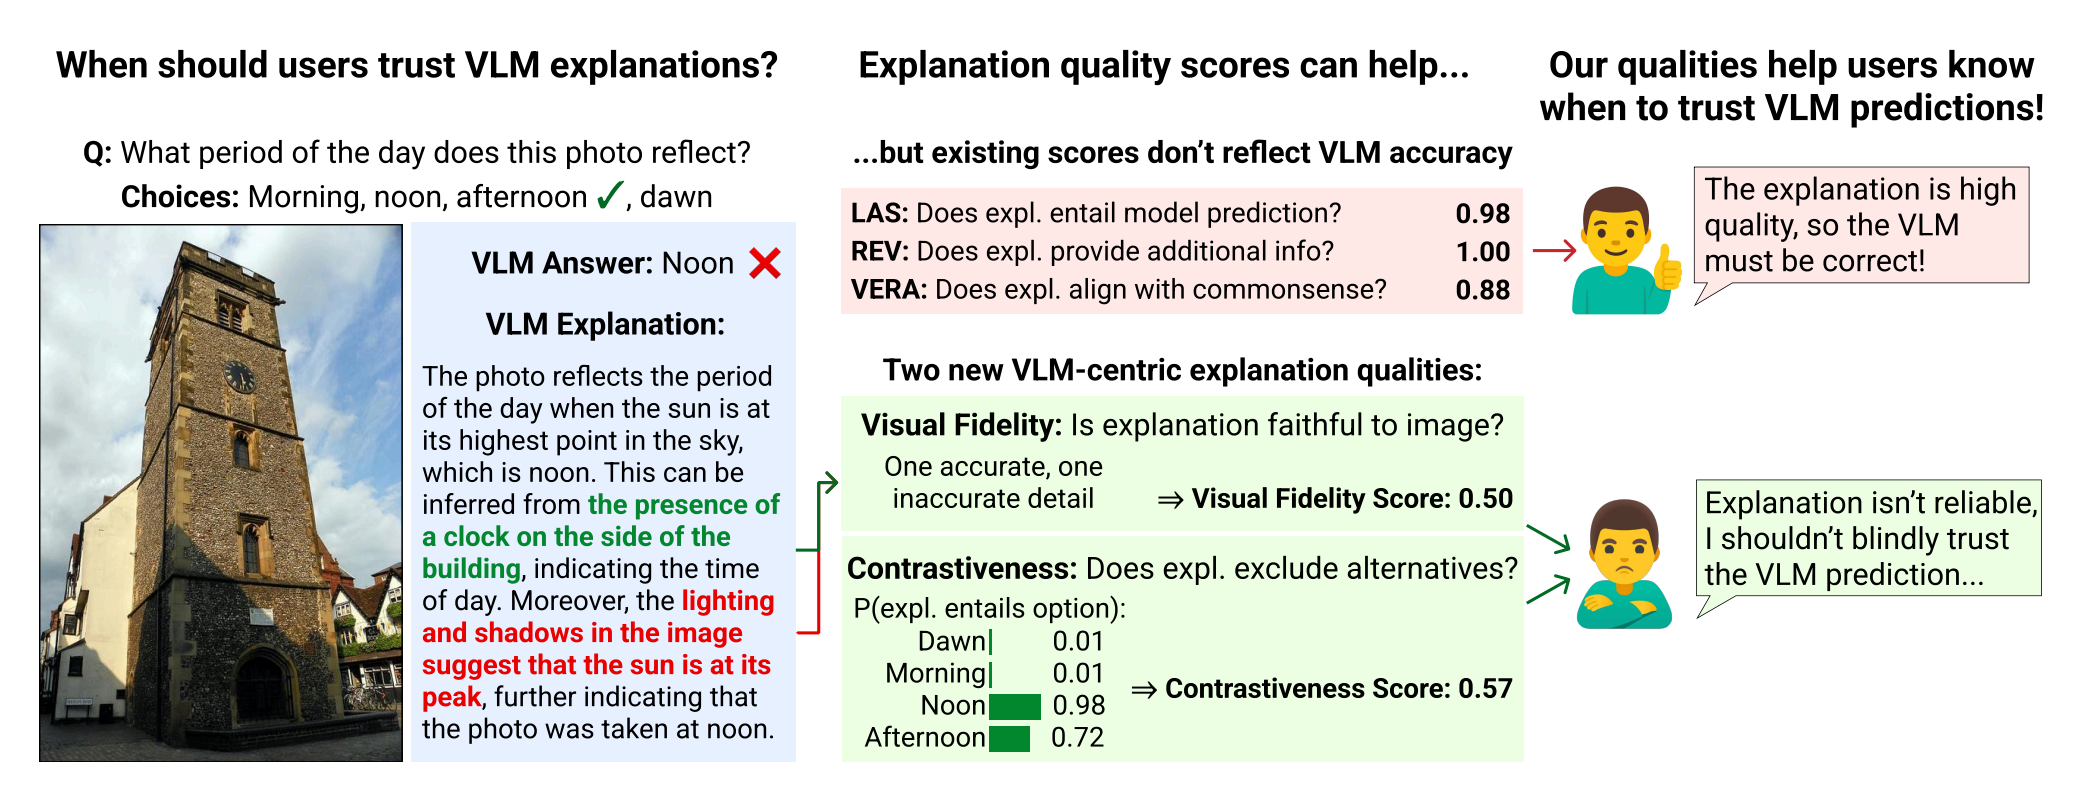 When should users trust VLM explanations?
Q: What period of the day does this photo reflect?
Choices: Morning, noon, afternoon ✓, dawn
VLM Answer: Noon ❌
VLM Explanation:
The photo reflects the period
of the day when the sun is at
its highest point in the sky,
which is noon. This can be
inferred from the presence of
a clock on the side of the
building, indicating the time
of day. Moreover, the lighting
and shadows in the image
suggest that the sun is at its
peak, further indicating that
the photo was taken at noon.
Explanation quality scores can help...
...but existing scores don't reflect VLM accuracy
LAS: Does expl. entail model prediction? 0.98
REV: Does expl. provide additional info? 1.00
VERA: Does expl. align with commonsense? 0.88
Two new VLM-centric explanation qualities:
Visual Fidelity: Is explanation faithful to image?
One accurate, one
inaccurate detail ⇒ Visual Fidelity Score: 0.50
Contrastiveness: Does expl. exclude alternatives?
P(expl. entails option):
Dawn 0.01
Morning 0.01
⇒ Contrastiveness Score: 0.57
Noon 0.98
Afternoon 0.72
Our qualities help users know
when to trust VLM predictions!
The explanation is high
quality, so the VLM
must be correct!
Explanation isn't reliable,
I shouldn't blindly trust
the VLM prediction...